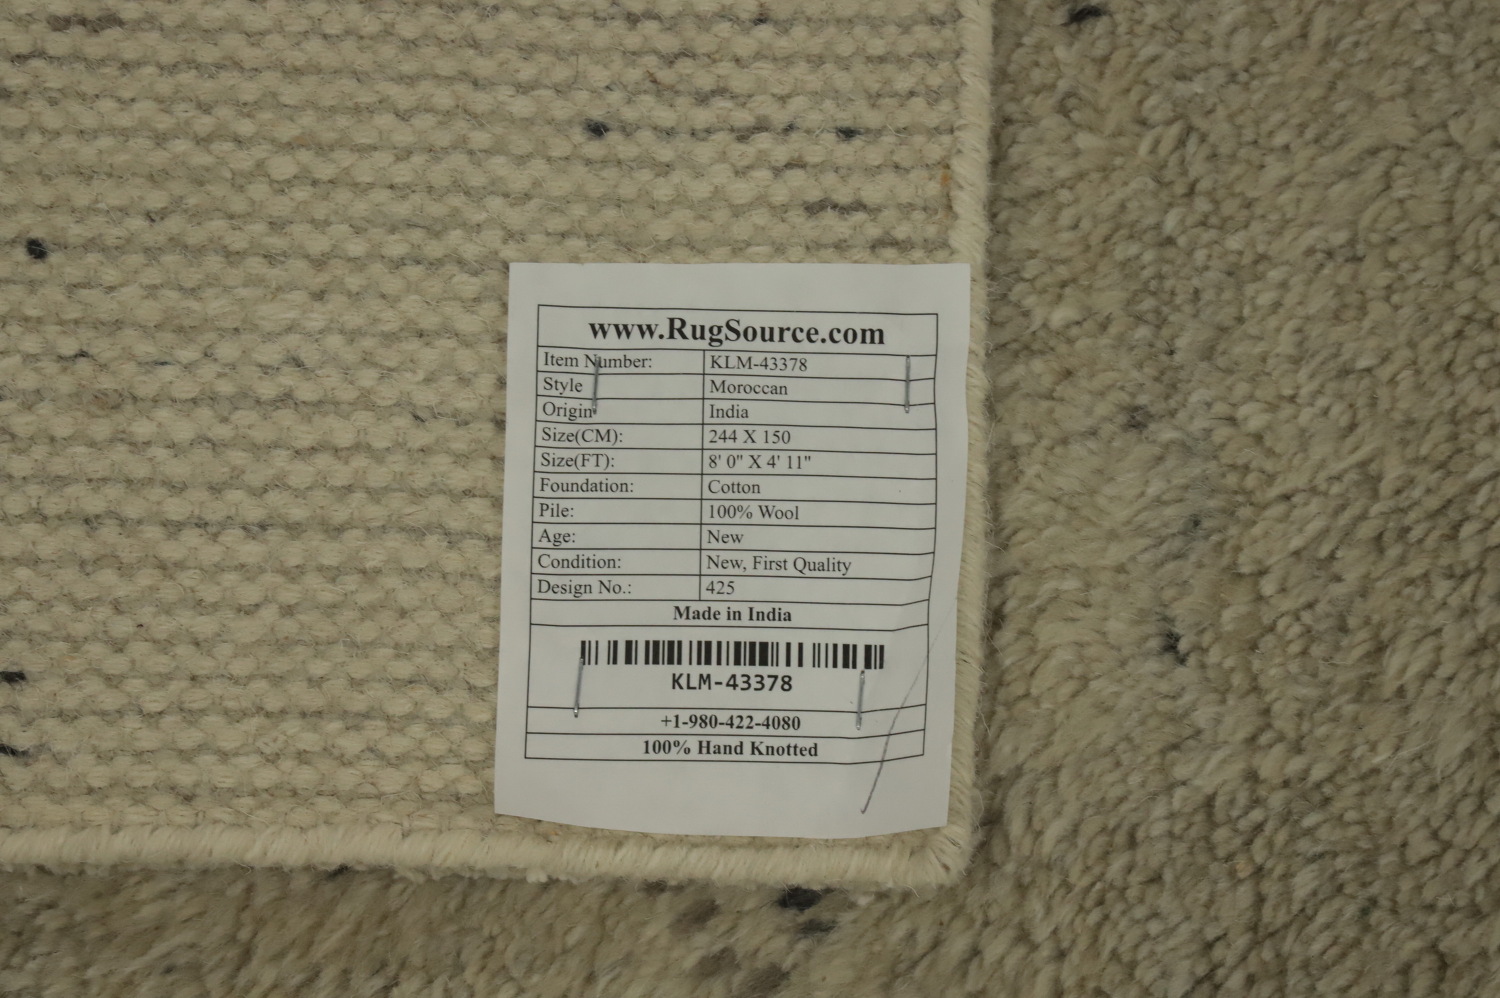 www.RugSource.com
Item Number: KLM-43378
Style Moroccan
Origin India
Size(CM): 244 X 150
Size(FT): 8' 0" X 4' 11"
Foundation: Cotton
Pile: 100% Wool
Age: New
Condition: New, First Quality
Design No.: 425
Made in India
KLM-43378
+1-980-422-4080
100% Hand Knotted